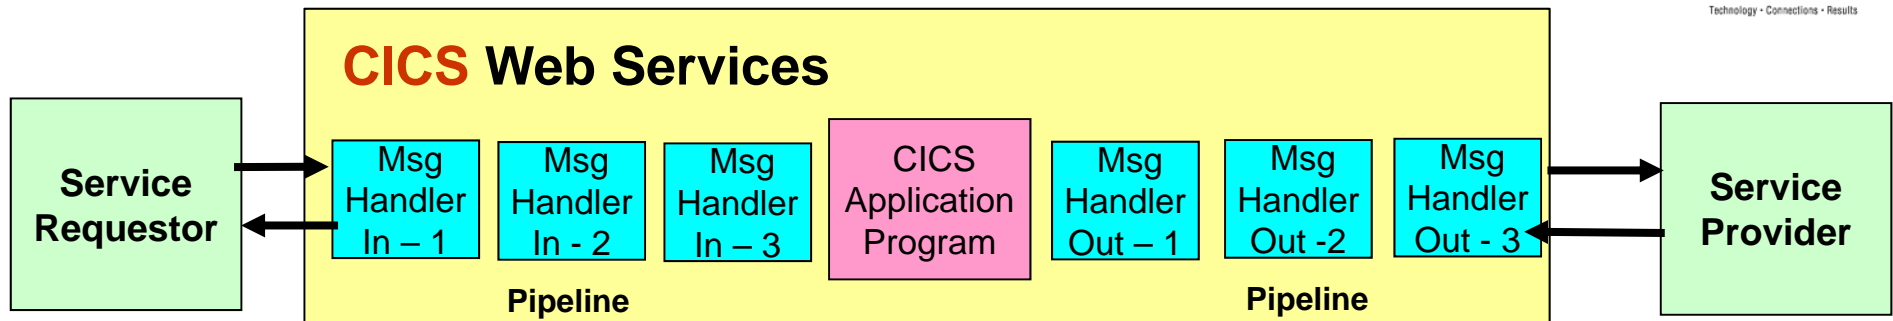 Technology · Connections · Results
CICS Web Services
Service
Requestor
Msg
Handler
In – 1
Msg
Handler
In - 2
Msg
Handler
In – 3
CICS
Application
Program
Msg
Handler
Out – 1
Msg
Handler
Out -2
Msg
Handler
Out - 3
Service
Provider
Pipeline
Pipeline